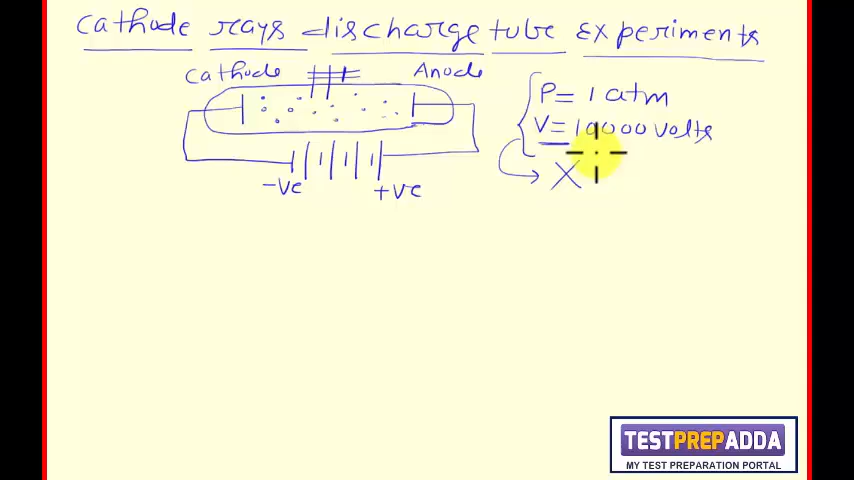 cathode rays discharge tube experiments
Cathode
Anode
P = 1 atm
V = 10000 volts
X
-ve
+ve
TESTPREPADDA
MY TEST PREPARATION PORTAL